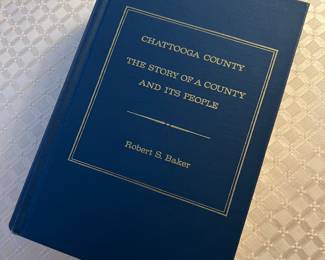 CHATTOOGA COUNTY
THE STORY OF A COUNTY
AND ITS PEOPLE
Robert S. Baker